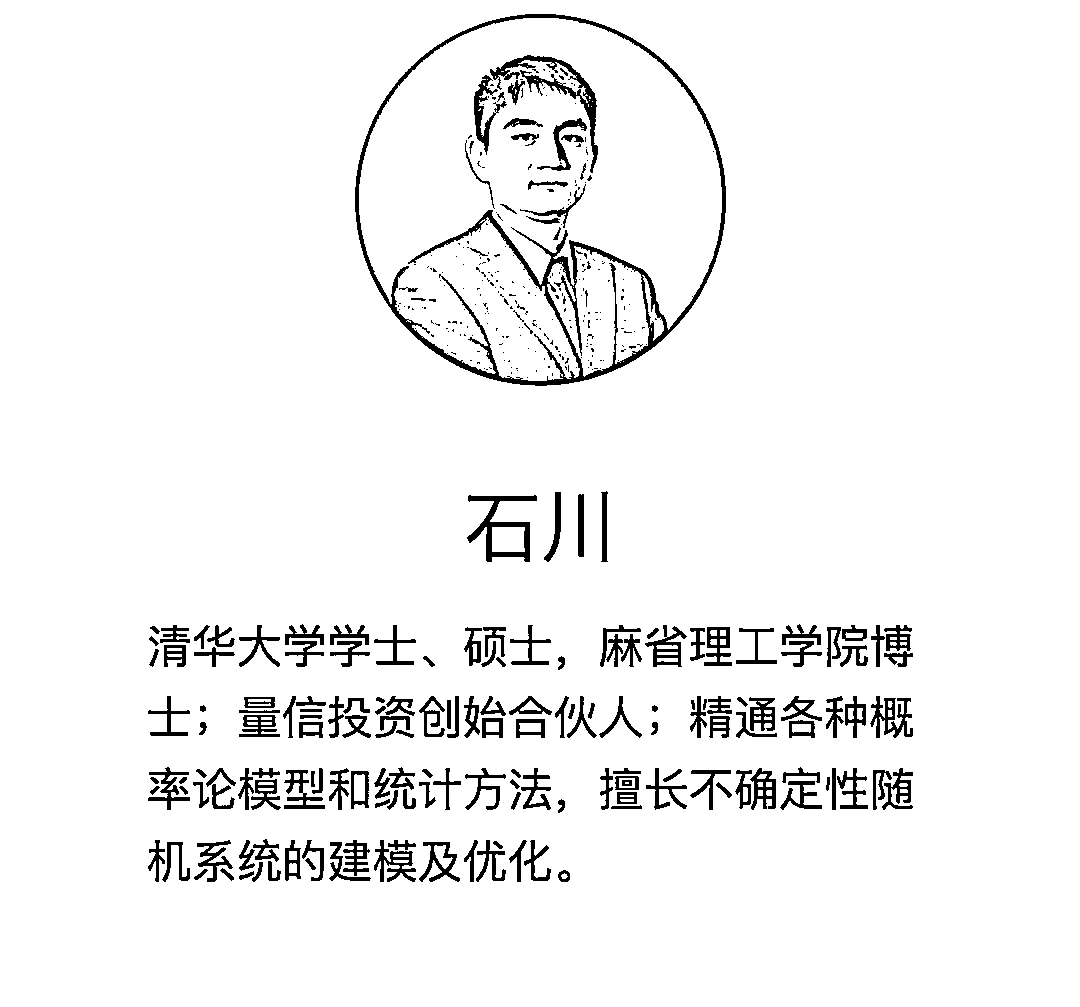 石川
清华大学学士、硕士，麻省理工学院博
士；量信投资创始合伙人；精通各种概
率论模型和统计方法，擅长不确定性随
机系统的建模及优化。